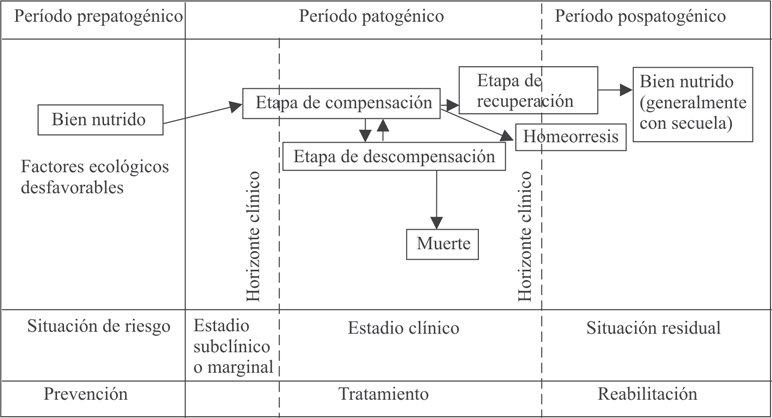 Período prepatogénico
Período patogénico
Período pospatogénico
Bien nutrido
Factores ecológicos
desfavorables
Etapa de compensación
Etapa de
recuperación
Bien nutrido
(generalmente
con secuela)
Homeorresis
Etapa de descompensación
Muerte
Horizonte clínico
Horizonte clínico
Situación de riesgo
Estadio
subclínico
o marginal
Estadio clínico
Situación residual
Prevención
Tratamiento
Reabilitación